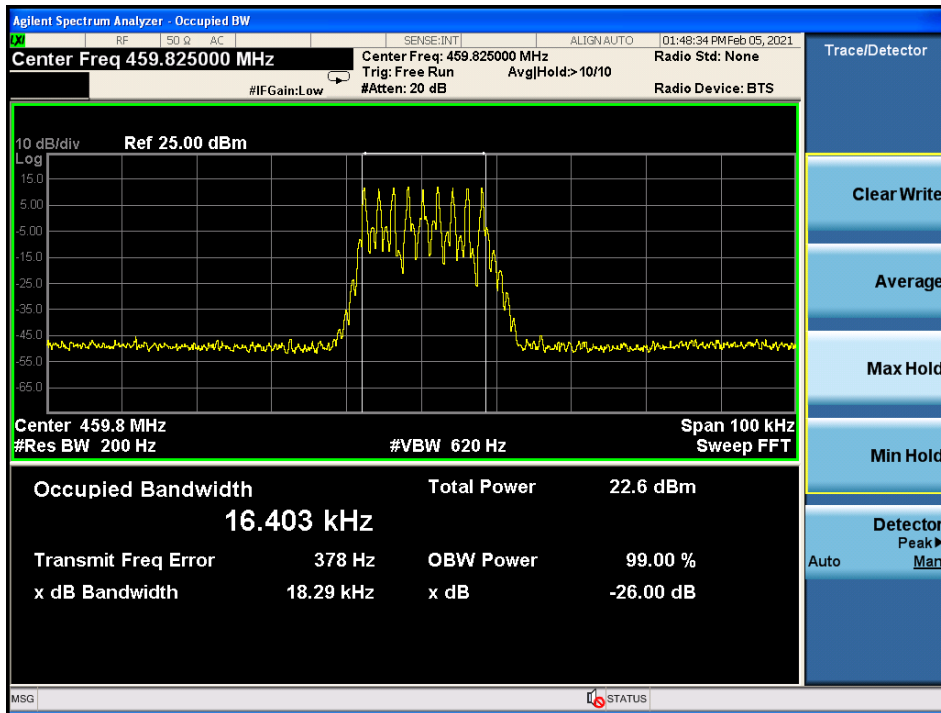 Agilent Spectrum Analyzer - Occupied BW
LXI RF 50 Ω AC SENSE:INT ALIGN AUTO 01:48:34 PM Feb 05, 2021
Center Freq 459.825000 MHz
Center Freq: 459.825000 MHz Radio Std: None
Trig: Free Run Avg|Hold:> 10/10
#IFGain:Low #Atten: 20 dB Radio Device: BTS
10 dB/div Ref 25.00 dBm
Log
15.0
5.00
-5.00
-15.0
-25.0
-35.0
-45.0
-55.0
-65.0
Center 459.8 MHz Span 100 kHz
#Res BW 200 Hz #VBW 620 Hz Sweep FFT
Occupied Bandwidth Total Power 22.6 dBm
16.403 kHz
Transmit Freq Error 378 Hz OBW Power 99.00 %
x dB Bandwidth 18.29 kHz x dB -26.00 dB
MSG STATUS
Trace/Detector
Clear Write
Average
Max Hold
Min Hold
Detector
Peak
Auto Man